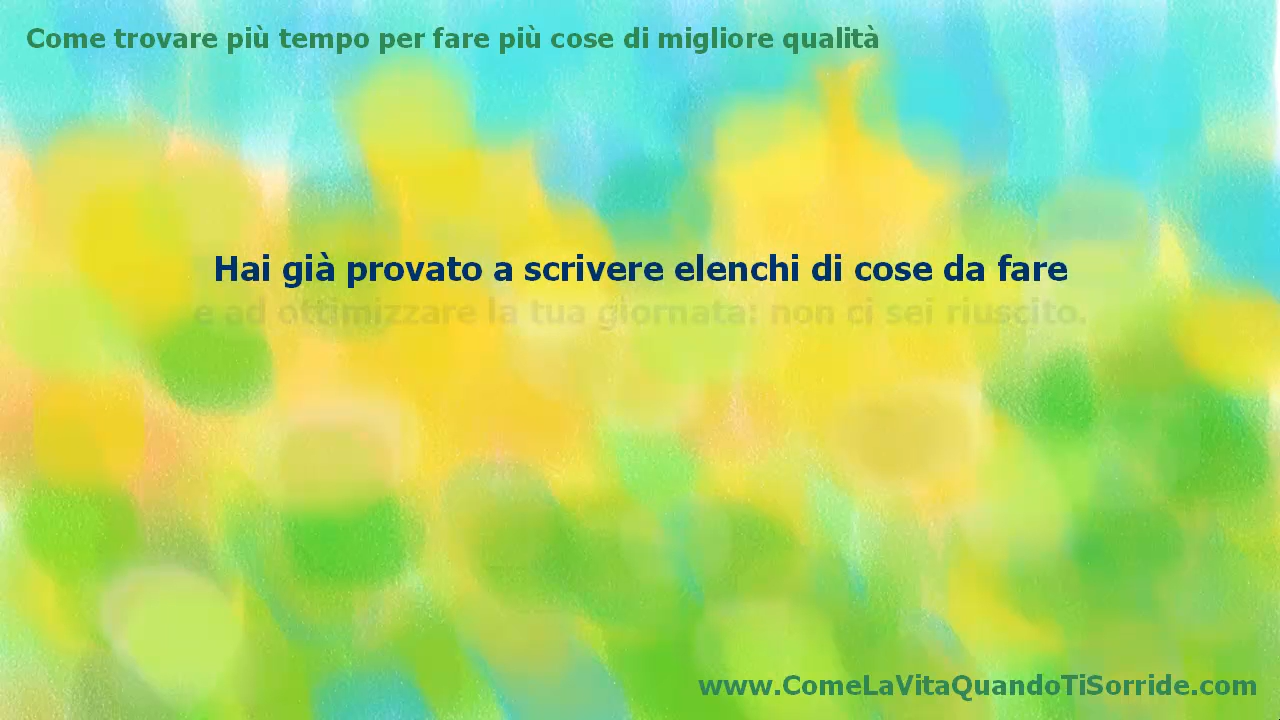 Come trovare più tempo per fare più cose di migliore qualità
Hai già provato a scrivere elenchi di cose da fare
e ad ottimizzare la tua giornata: non ci sei riuscito.
www.ComeLaVitaQuandoTiSorride.com